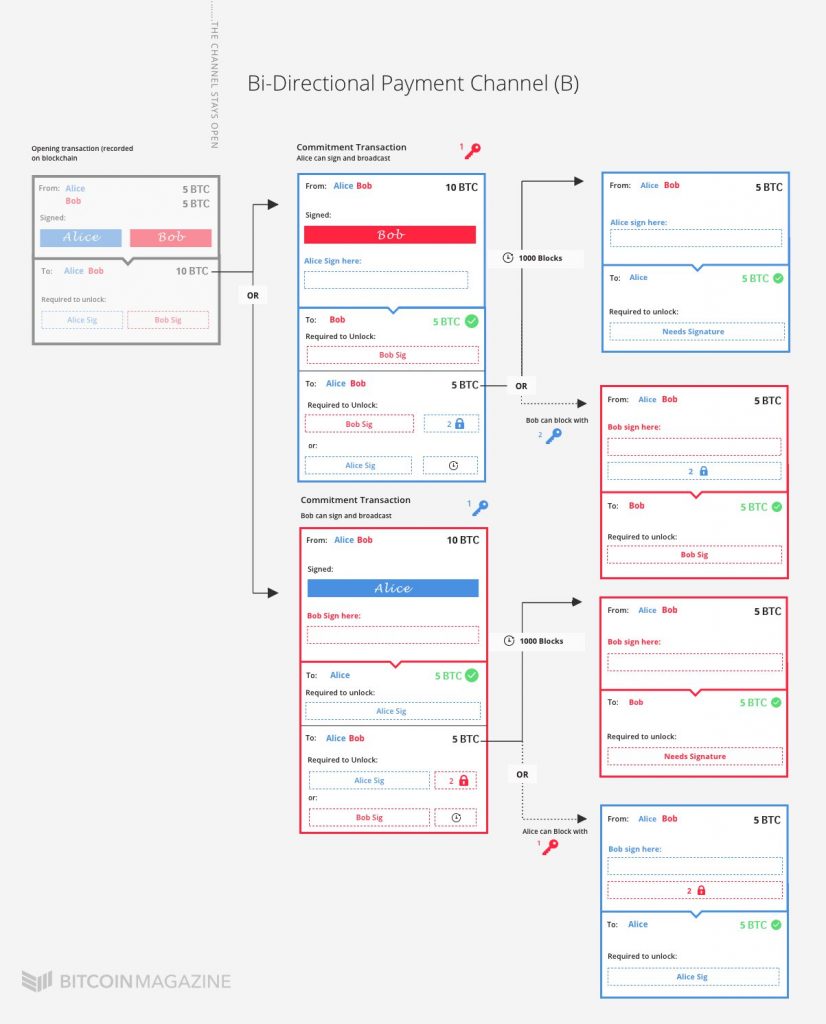 .......THE CHANNEL STAYS OPEN
Bi-Directional Payment Channel (B)
Opening transaction (recorded
on blockchain
From: Alice 5 BTC
Bob 5 BTC
Signed:
Alice Bob
To: Alice Bob 10 BTC
Required to unlock:
Alice Sig Bob Sig
OR
Commitment Transaction
Alice can sign and broadcast
1
From: Alice Bob 10 BTC
Signed:
Bob
Alice Sign here:
To: Bob 5 BTC
Required to Unlock:
Bob Sig
To: Alice Bob 5 BTC
Required to Unlock:
Bob Sig 2
or:
Alice Sig
1000 Blocks
OR
Bob can block with
2
From: Alice Bob 5 BTC
Alice sign here:
To: Alice 5 BTC
Required to unlock:
Needs Signature
From: Alice Bob 5 BTC
Bob sign here:
2
To: Bob 5 BTC
Required to unlock:
Bob Sig
Commitment Transaction
Bob can sign and broadcast
1
From: Alice Bob 10 BTC
Signed:
Alice
Bob Sign here:
To: Alice 5 BTC
Required to unlock:
Alice Sig
To: Alice Bob 5 BTC
Required to Unlock:
Alice Sig 2
or:
Bob Sig
1000 Blocks
OR
Alice can Block with
1
From: Alice Bob 5 BTC
Bob sign here:
To: Bob 5 BTC
Required to unlock:
Needs Signature
From: Alice Bob 5 BTC
Bob sign here:
2
To: Alice 5 BTC
Required to unlock:
Alice Sig
BITCOINMAGAZINE